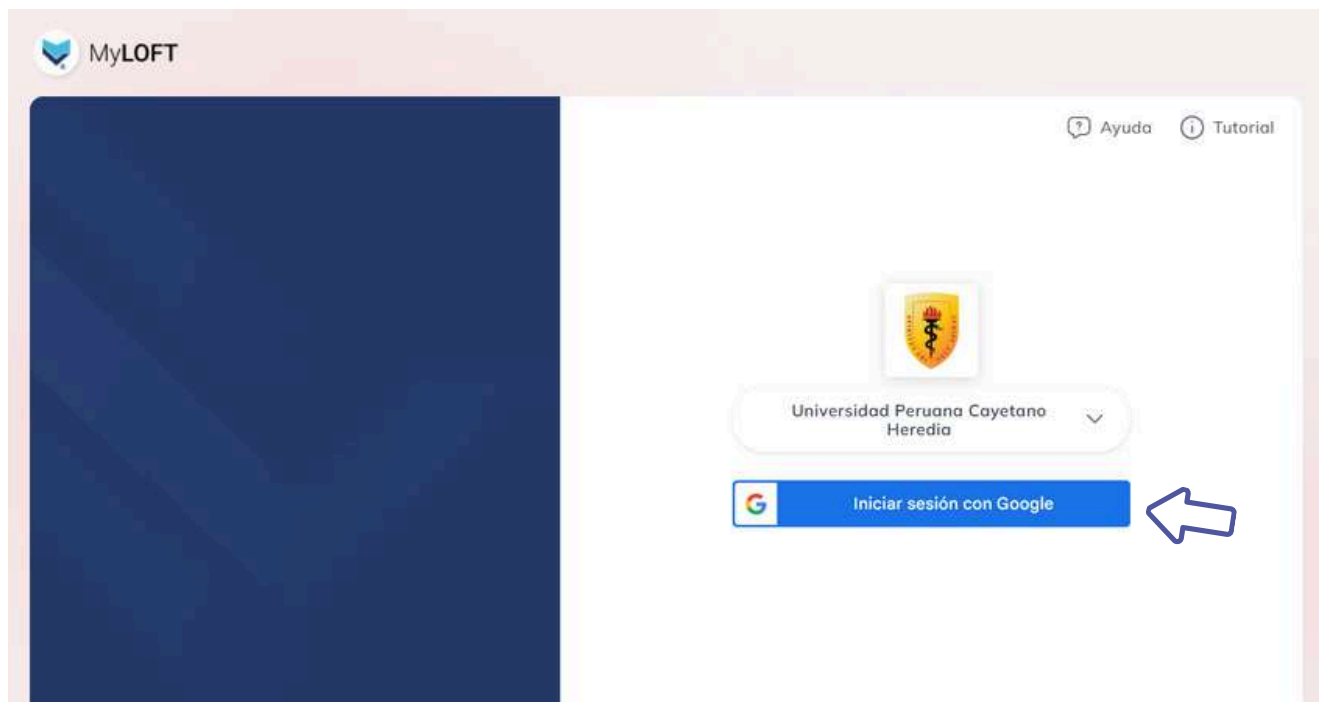 MyLOFT
Ayuda
Tutorial
Universidad Peruana Cayetano
Heredia
Iniciar sesión con Google